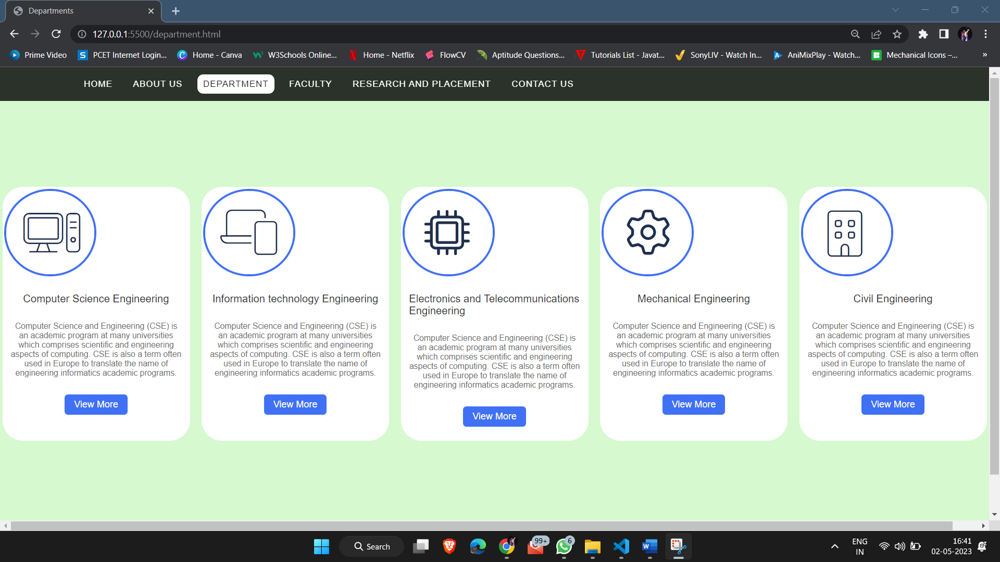 Departments
127.0.0.1:5500/department.html
Prime Video
S
PCET Internet Login...
Home - Canva
W3Schools Online...
Home - Netflix
FlowCV
Aptitude Questions...
Tutorials List - Javat...
SonyLIV - Watch In...
AniMixPlay - Watch...
Mechanical Icons –...
»
HOME
ABOUT US
DEPARTMENT
FACULTY
RESEARCH AND PLACEMENT
CONTACT US
Computer Science Engineering
Computer Science and Engineering (CSE) is
an academic program at many universities
which comprises scientific and engineering
aspects of computing. CSE is also a term often
used in Europe to translate the name of
engineering informatics academic programs.
View More
Information technology Engineering
Computer Science and Engineering (CSE) is
an academic program at many universities
which comprises scientific and engineering
aspects of computing. CSE is also a term often
used in Europe to translate the name of
engineering informatics academic programs.
View More
Electronics and Telecommunications
Engineering
Computer Science and Engineering (CSE) is
an academic program at many universities
which comprises scientific and engineering
aspects of computing. CSE is also a term often
used in Europe to translate the name of
engineering informatics academic programs.
View More
Mechanical Engineering
Computer Science and Engineering (CSE) is
an academic program at many universities
which comprises scientific and engineering
aspects of computing. CSE is also a term often
used in Europe to translate the name of
engineering informatics academic programs.
View More
Civil Engineering
Computer Science and Engineering (CSE) is
an academic program at many universities
which comprises scientific and engineering
aspects of computing. CSE is also a term often
used in Europe to translate the name of
engineering informatics academic programs.
View More
Search
99+
6
ENG
IN
16:41
02-05-2023